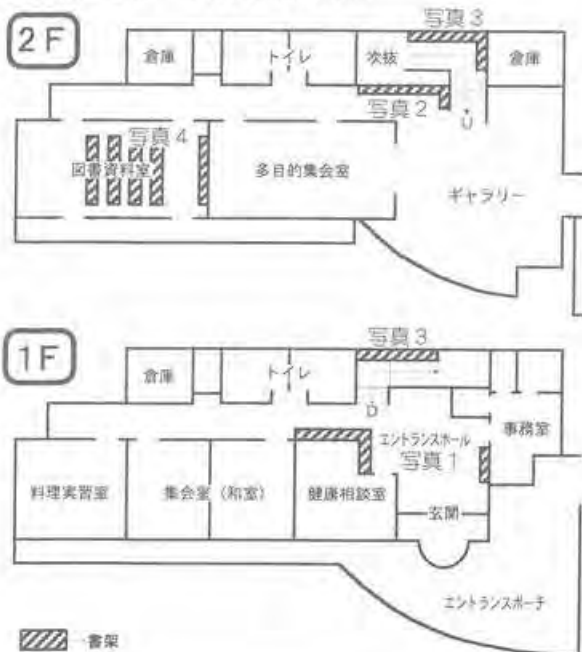 2F
写真3
倉庫
トイレ
吹抜
倉庫
写真2
U
写真4
図書資料室
多目的集会室
ギャラリー
1F
写真3
倉庫
トイレ
D
エントランスホール
写真1
事務室
料理実習室
集会室(和室)
健康相談室
玄関
エントランスポーチ
書架